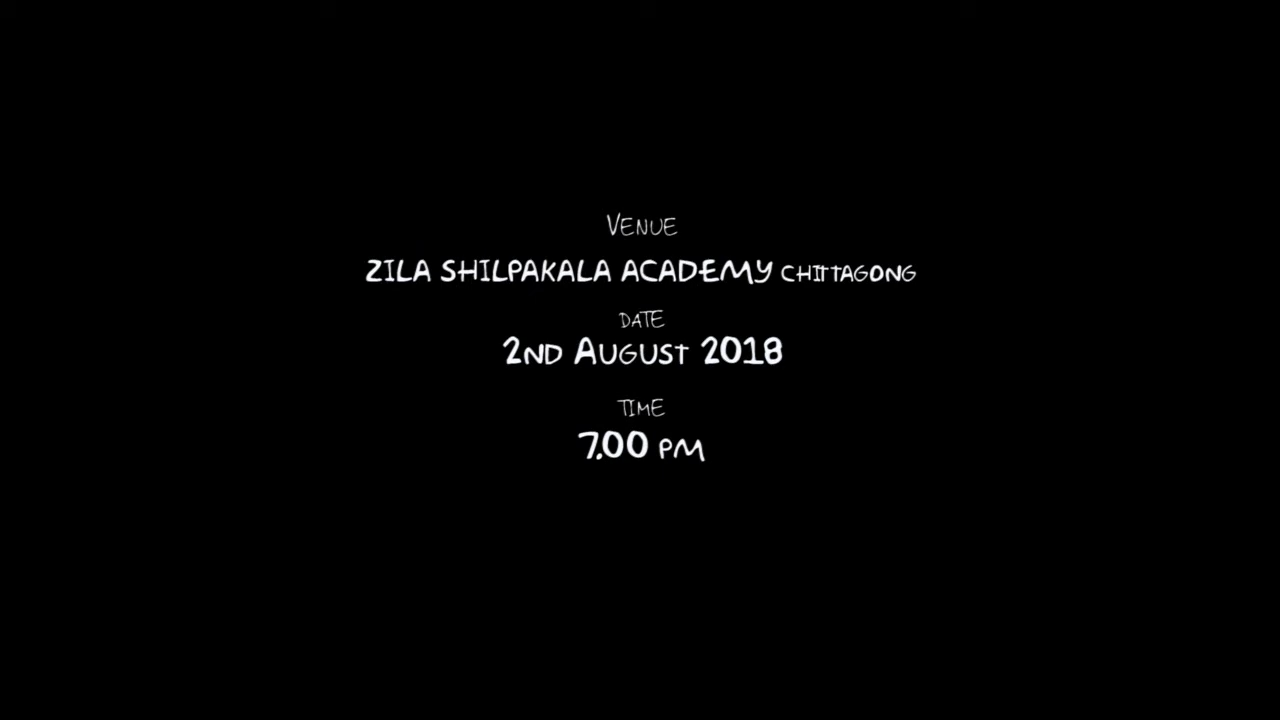 VENUE
ZILA SHILPAKALA ACADEMY CHITTAGONG
DATE
2ND AUGUST 2018
TIME
7.00 PM